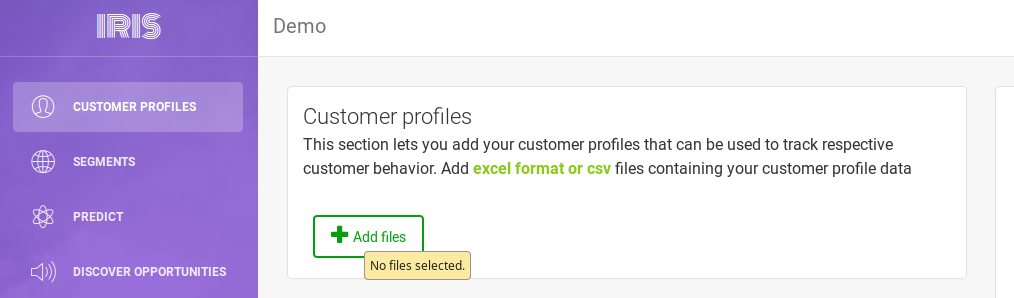 IRIS
Demo
CUSTOMER PROFILES
SEGMENTS
PREDICT
DISCOVER OPPORTUNITIES
Customer profiles
This section lets you add your customer profiles that can be used to track respective
customer behavior. Add excel format or csv files containing your customer profile data
Add files
No files selected.